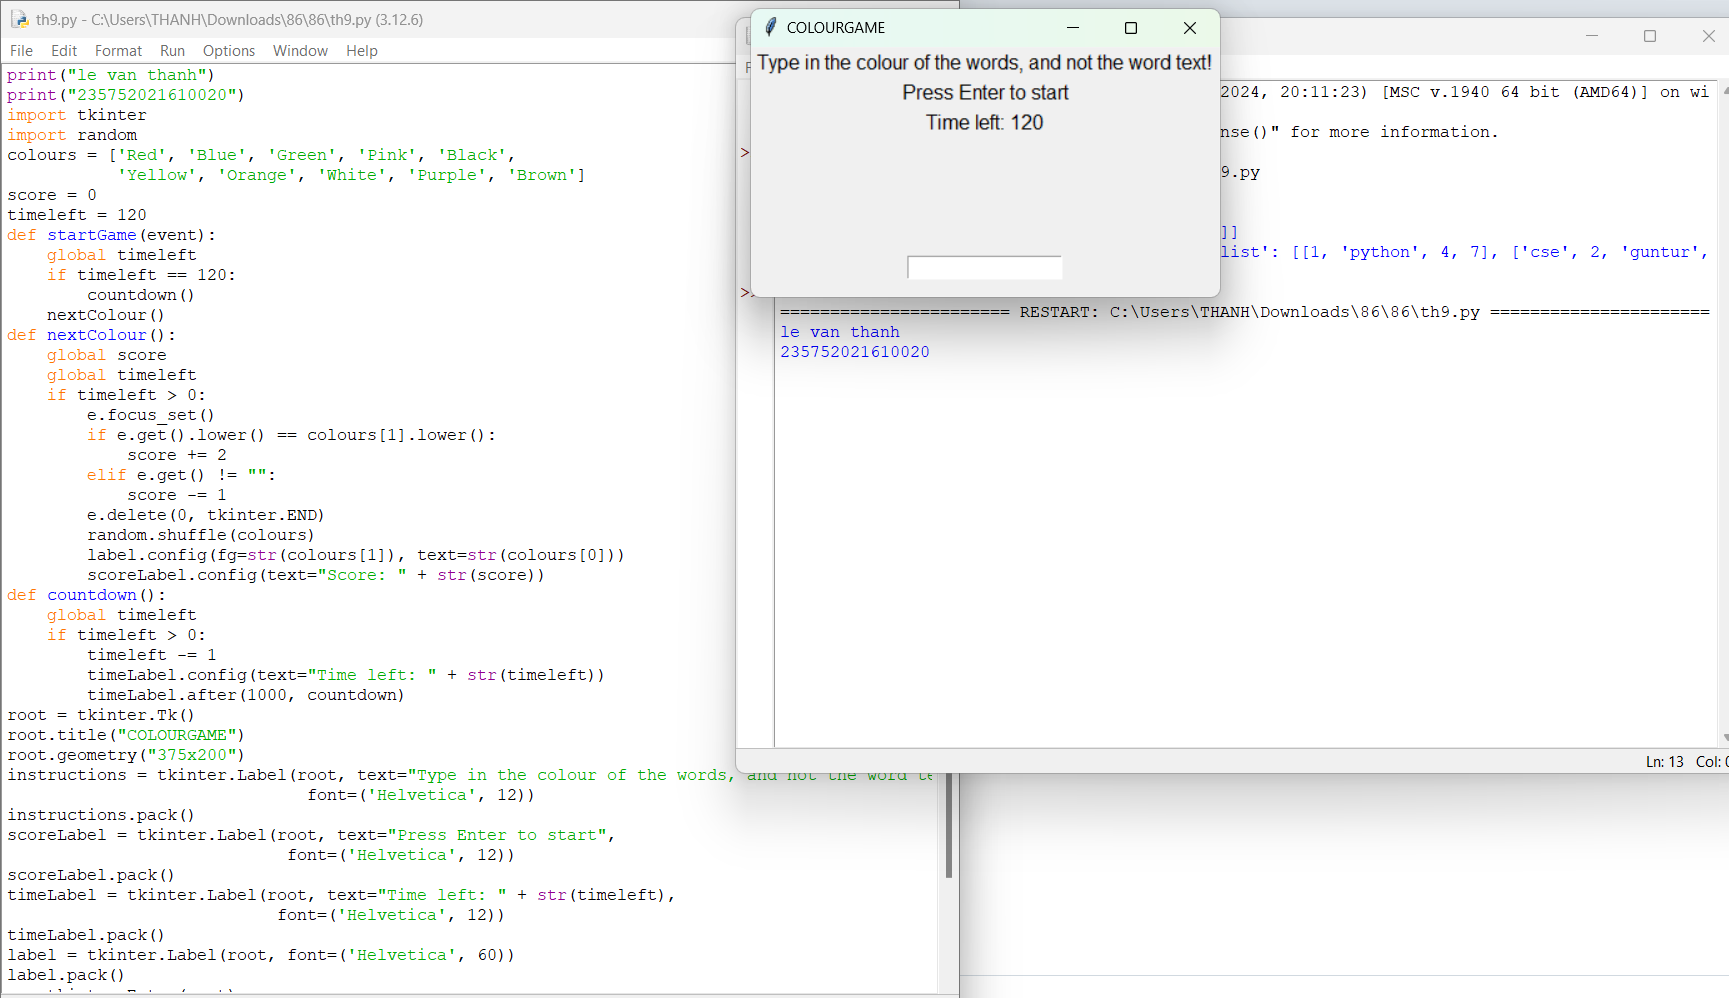 th9.py - C:\Users\THANH\Downloads\86\86\th9.py (3.12.6)
File Edit Format Run Options Window Help
print("le van thanh")
print("235752021610020")
import tkinter
import random
colours = ['Red', 'Blue', 'Green', 'Pink', 'Black',
           'Yellow', 'Orange', 'White', 'Purple', 'Brown']
score = 0
timeleft = 120
def startGame(event):
    global timeleft
    if timeleft == 120:
        countdown()
    nextColour()
def nextColour():
    global score
    global timeleft
    if timeleft > 0:
        e.focus_set()
        if e.get().lower() == colours[1].lower():
            score += 2
        elif e.get() != "":
            score -= 1
        e.delete(0, tkinter.END)
        random.shuffle(colours)
        label.config(fg=str(colours[1]), text=str(colours[0]))
        scoreLabel.config(text="Score: " + str(score))
def countdown():
    global timeleft
    if timeleft > 0:
        timeleft -= 1
        timeLabel.config(text="Time left: " + str(timeleft))
        timeLabel.after(1000, countdown)
root = tkinter.Tk()
root.title("COLOURGAME")
root.geometry("375x200")
instructions = tkinter.Label(root, text="Type in the colour of the words, and not the word te
                              font=('Helvetica', 12))
instructions.pack()
scoreLabel = tkinter.Label(root, text="Press Enter to start",
                            font=('Helvetica', 12))
scoreLabel.pack()
timeLabel = tkinter.Label(root, text="Time left: " + str(timeleft),
                           font=('Helvetica', 12))
timeLabel.pack()
label = tkinter.Label(root, font=('Helvetica', 60))
label.pack()
COLOURGAME
Type in the colour of the words, and not the word text!
Press Enter to start
Time left: 120
2024, 20:11:23) [MSC v.1940 64 bit (AMD64)] on wi
nse()" for more information.
>
9.py
]]
list': [[1, 'python', 4, 7], ['cse', 2, 'guntur',
>
======================= RESTART: C:\Users\THANH\Downloads\86\86\th9.py ======================
le van thanh
235752021610020
Ln: 13 Col: 0